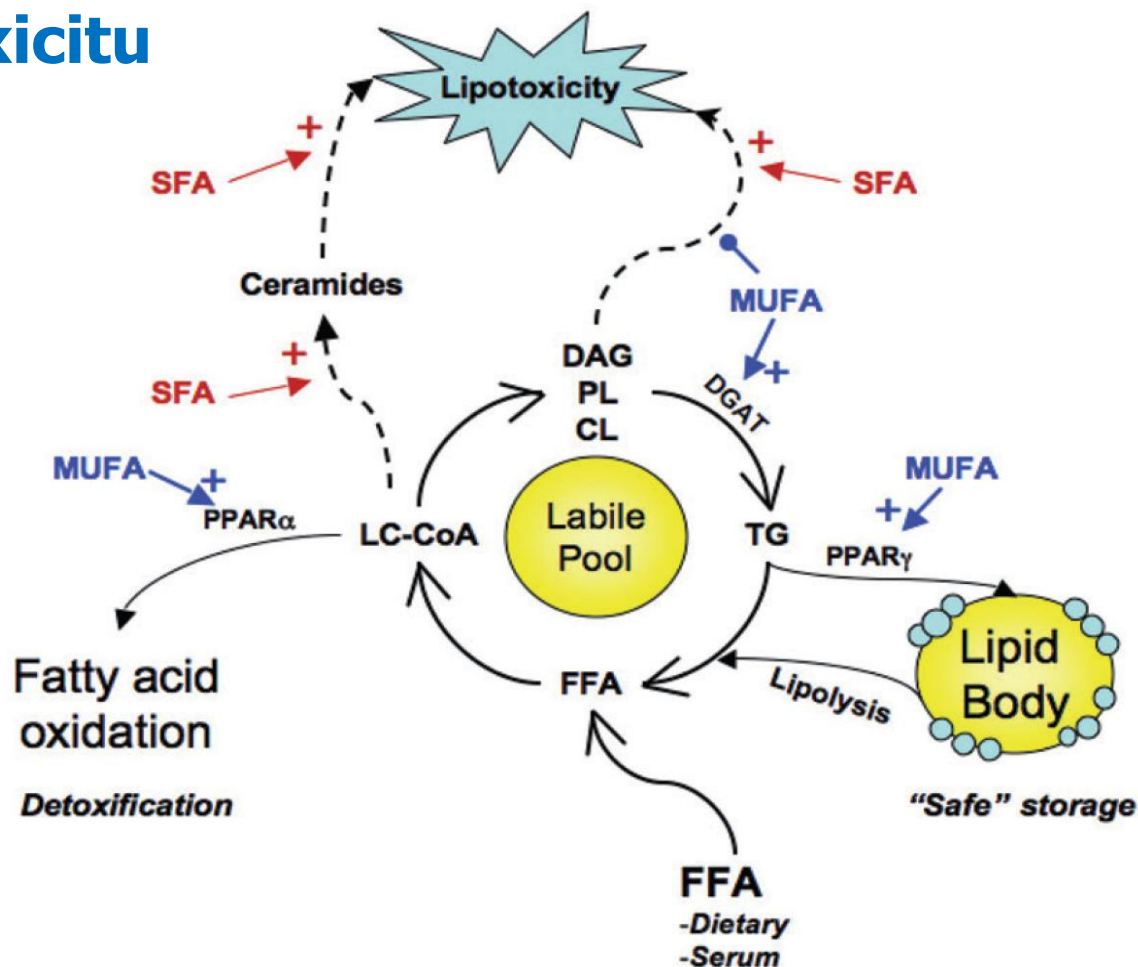 xicitu
Lipotoxicity
+
SFA
+
SFA
Ceramides
MUFA
+
SFA
DAG
PL
CL
+
DGAT
MUFA
+
PPARα
LC-CoA
Labile
Pool
TG
MUFA
+
PPARγ
Fatty acid
oxidation
FFA
Lipolysis
Lipid
Body
Detoxification
“Safe” storage
FFA
-Dietary
-Serum